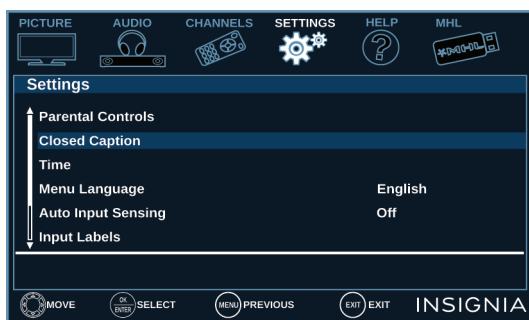 PICTURE AUDIO CHANNELS SETTINGS HELP MHL
MHL
Settings
Parental Controls
Closed Caption
Time
Menu Language English
Auto Input Sensing Off
Input Labels
MOVE OK ENTER SELECT MENU PREVIOUS EXIT EXIT INSIGNIA